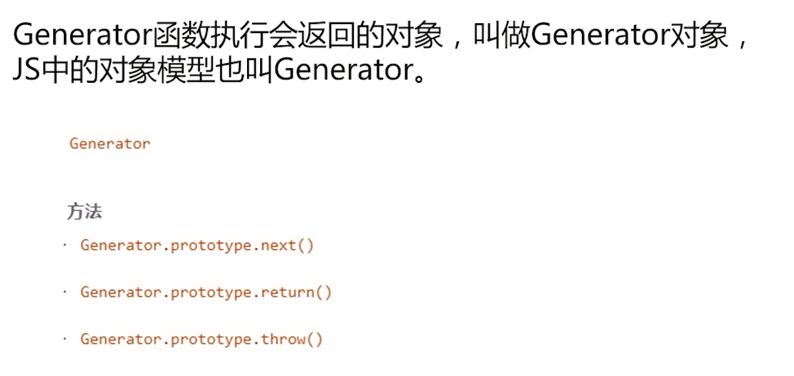 Generator函数执行会返回的对象，叫做Generator对象，
JS中的对象模型也叫Generator。
Generator
方法
· Generator.prototype.next()
· Generator.prototype.return()
· Generator.prototype.throw()